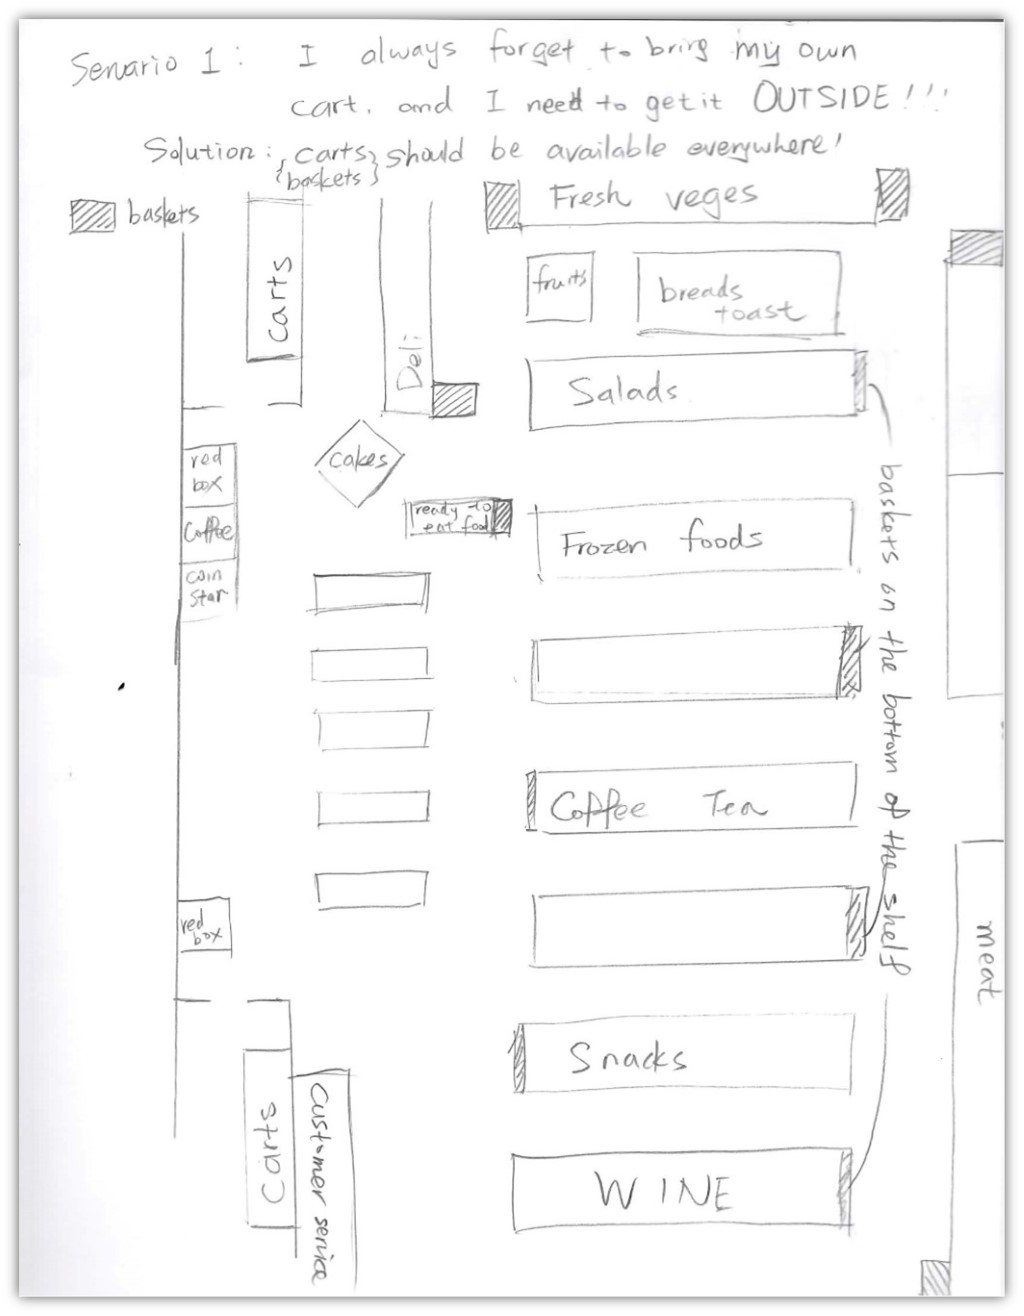 Senario 1: I always forget to bring my own
cart. and I need to get it OUTSIDE!!!
Solution: {carts} should be available everywhere!
{baskets}
baskets
Fresh veges
Carts
Deli
fruits
breads
toast
Salads
cakes
red
box
Coffee
coin
star
ready to
eat food
Frozen foods
baskets on the bottom of the shelf
Coffee Tea
red
box
meat
Snacks
Carts
Customer service
WINE